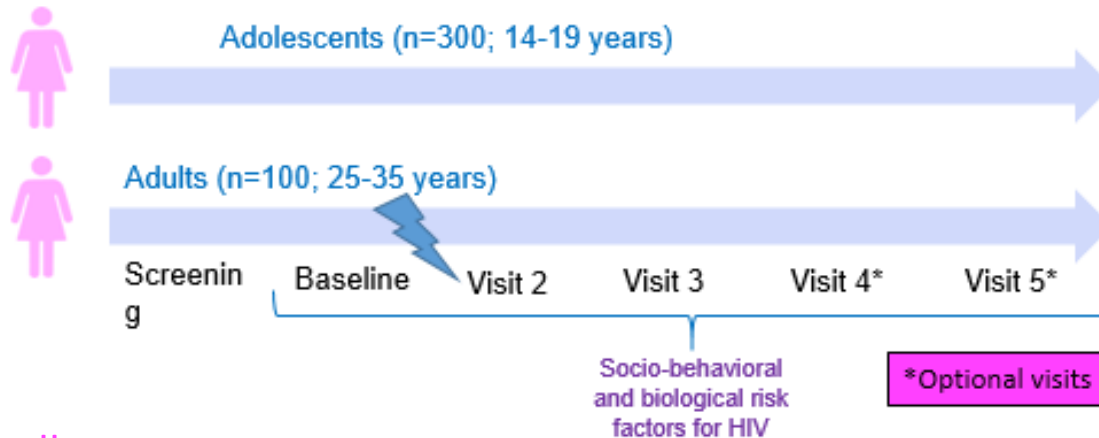 Adolescents (n=300; 14-19 years)
Adults (n=100; 25-35 years)
Screenin
g
Baseline
Visit 2
Visit 3
Visit 4*
Visit 5*
Socio-behavioral
and biological risk
factors for HIV
*Optional visits